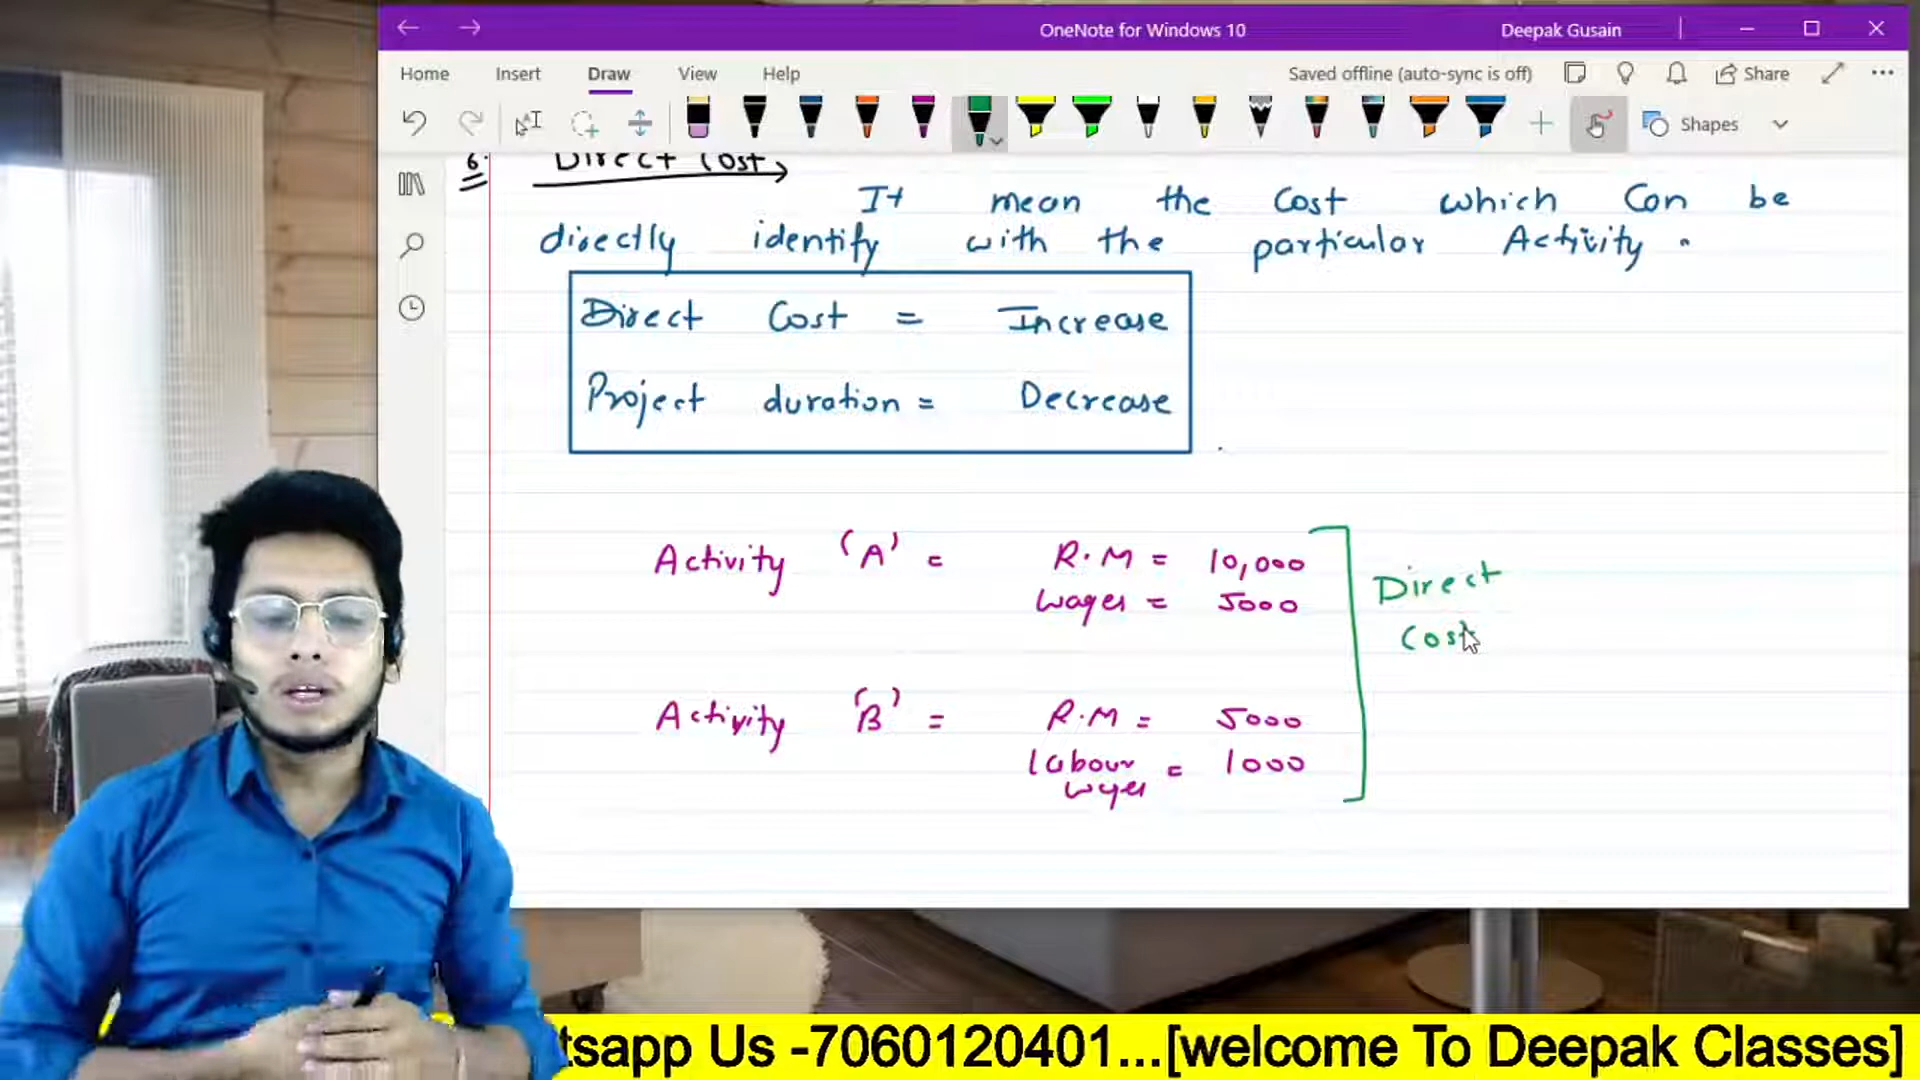 OneNote for Windows 10
Deepak Gusain
Home Insert Draw View Help
Saved offline (auto-sync is off)
Share
Shapes
6. Direct Cost
It mean the Cost which Can be
directly identify with the particular Activity.
Direct Cost = Increase
Project duration = Decrease
Activity 'A' = R.M = 10,000
wages = 5000
Direct
Cost
Activity 'B' = R.M = 5000
labour = 1000
wges
tsapp Us -7060120401...[welcome To Deepak Classes]